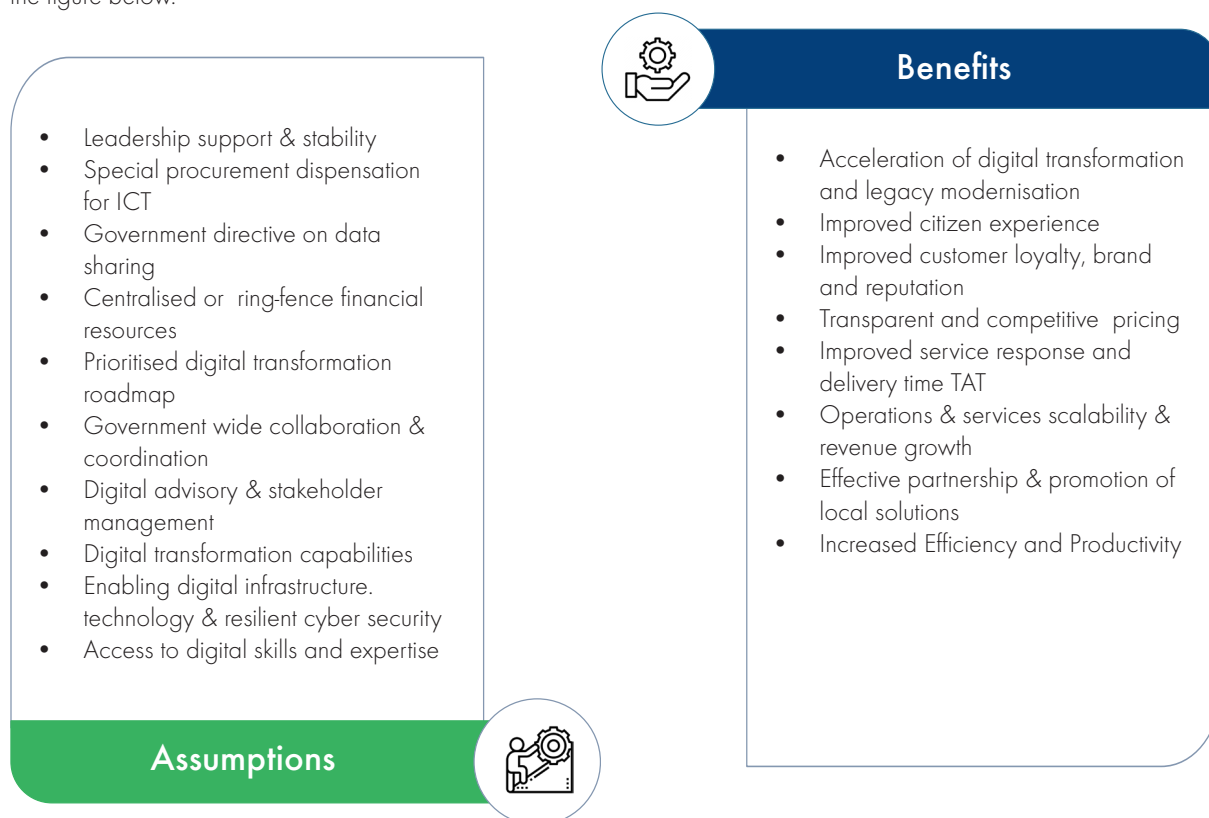 the figure below.
• Leadership support & stability
• Special procurement dispensation
for ICT
• Government directive on data
sharing
• Centralised or ring-fence financial
resources
• Prioritised digital transformation
roadmap
• Government wide collaboration &
coordination
• Digital advisory & stakeholder
management
• Digital transformation capabilities
• Enabling digital infrastructure.
technology & resilient cyber security
• Access to digital skills and expertise
Assumptions
Benefits
• Acceleration of digital transformation
and legacy modernisation
• Improved citizen experience
• Improved customer loyalty, brand
and reputation
• Transparent and competitive pricing
• Improved service response and
delivery time TAT
• Operations & services scalability &
revenue growth
• Effective partnership & promotion of
local solutions
• Increased Efficiency and Productivity